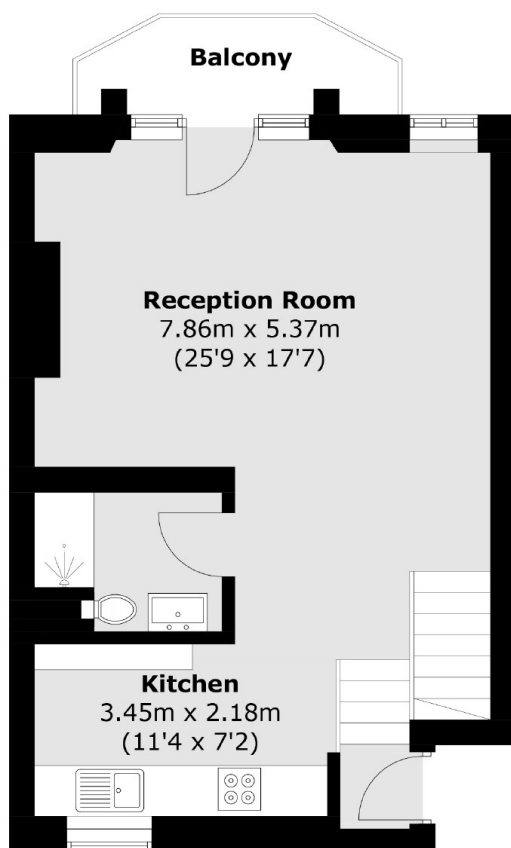 Balcony
Reception Room
7.86m x 5.37m
(25'9 x 17'7)
Kitchen
3.45m x 2.18m
(11'4 x 7'2)